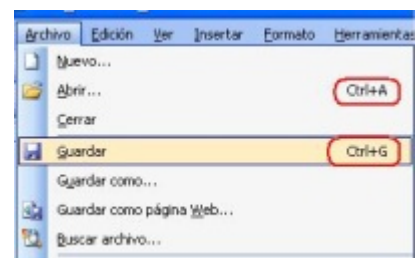 Archivo Edición Ver Insertar Formato Herramientas
Nuevo...
Abrir... Ctrl+A
Cerrar
Guardar Ctrl+G
Guardar como...
Guardar como página Web...
Buscar archivo...